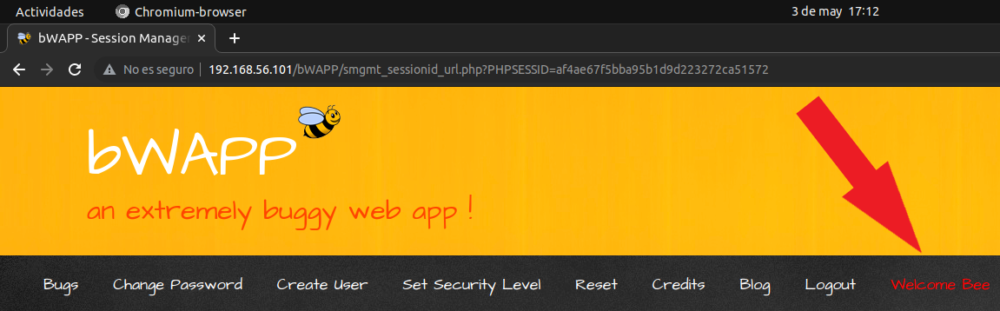 Actividades Chromium-browser 3 de may 17:12
bWAPP - Session Manage
No es seguro 192.168.56.101/bWAPP/smgmt_sessionid_url.php?PHPSESSID=af4ae67f5bba95b1d9d223272ca51572
bWAPP
an extremely buggy web app !
Bugs Change Password Create User Set Security Level Reset Credits Blog Logout Welcome Bee